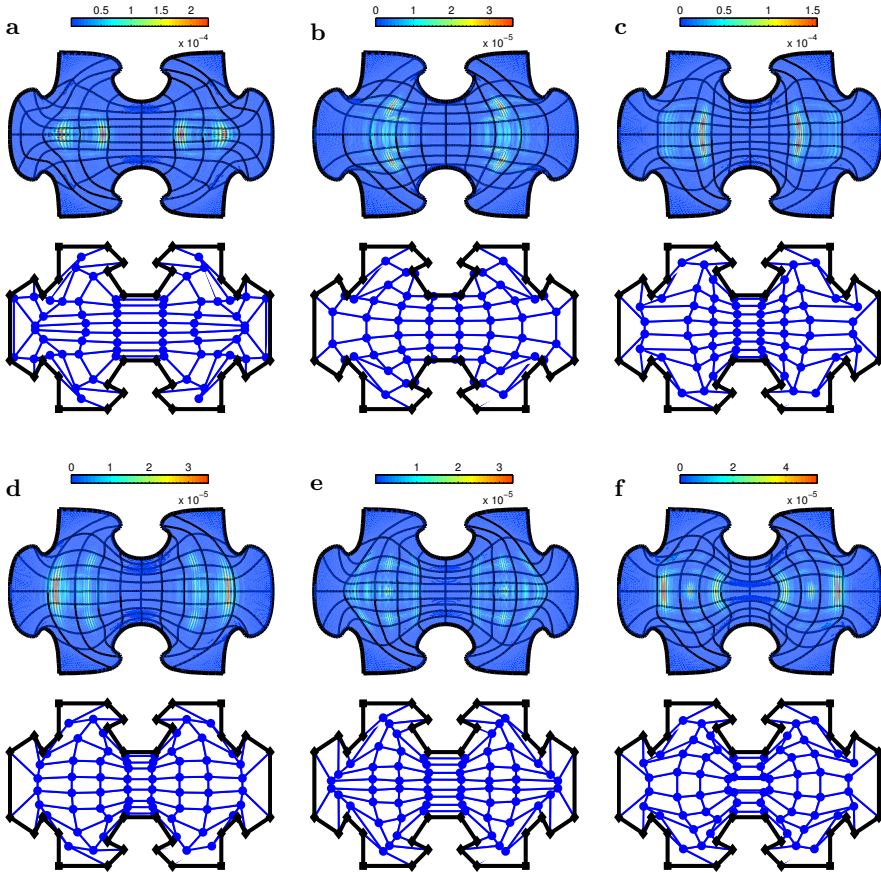 0.5 1 1.5 2
x 10⁻⁴
a
0 1 2 3
x 10⁻⁵
b
0 0.5 1 1.5
x 10⁻⁴
c
0 1 2 3
x 10⁻⁵
d
1 2 3
x 10⁻⁵
e
0 2 4
x 10⁻⁵
f